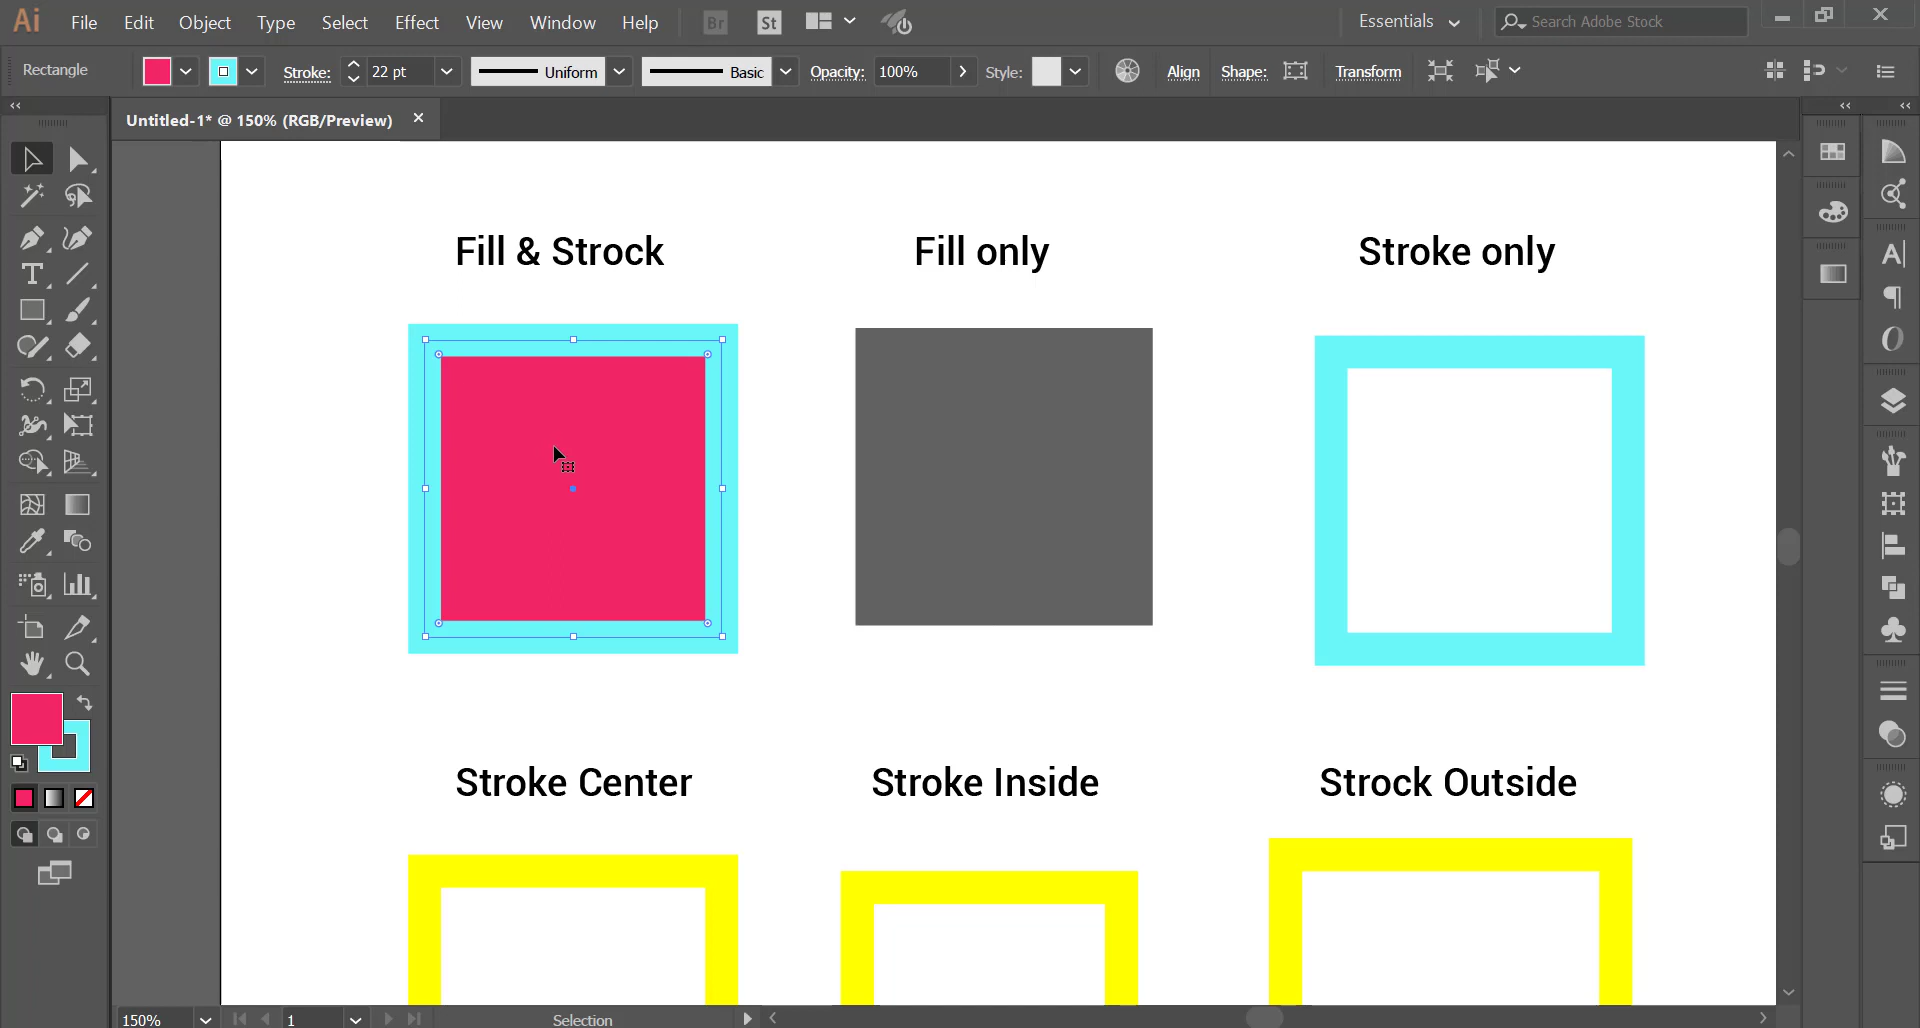 Ai File Edit Object Type Select Effect View Window Help Br St Essentials Search Adobe Stock
Rectangle Stroke: 22 pt Uniform Basic Opacity: 100% Style: Align Shape: Transform
Untitled-1* @ 150% (RGB/Preview)
Fill & Strock
Fill only
Stroke only
Stroke Center
Stroke Inside
Strock Outside
150% 1 Selection